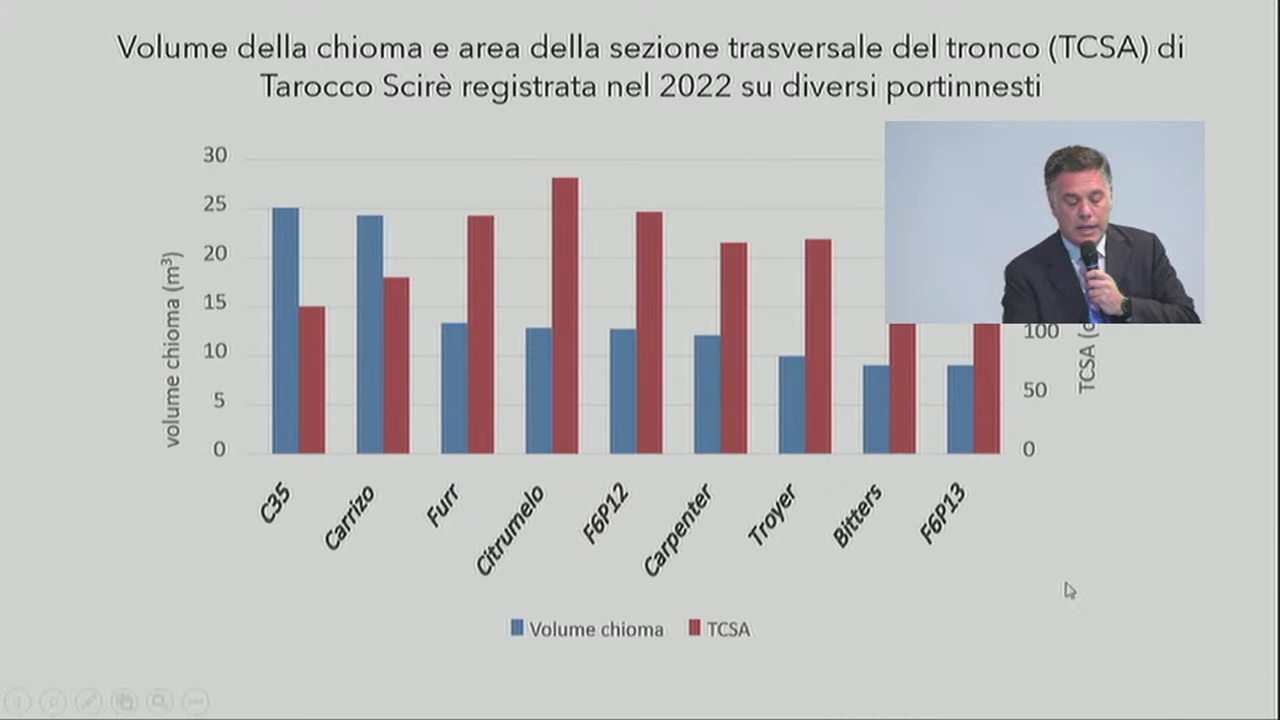 Volume della chioma e area della sezione trasversale del tronco (TCSA) di
Tarocco Scirè registrata nel 2022 su diversi portinnesti
30
25
20
15
10
5
0
volume chioma (m³)
100
50
0
TCSA (c
C35
Carrizo
Furr
Citrumelo
F6P12
Carpenter
Troyer
Bitters
F6P13
Volume chioma
TCSA